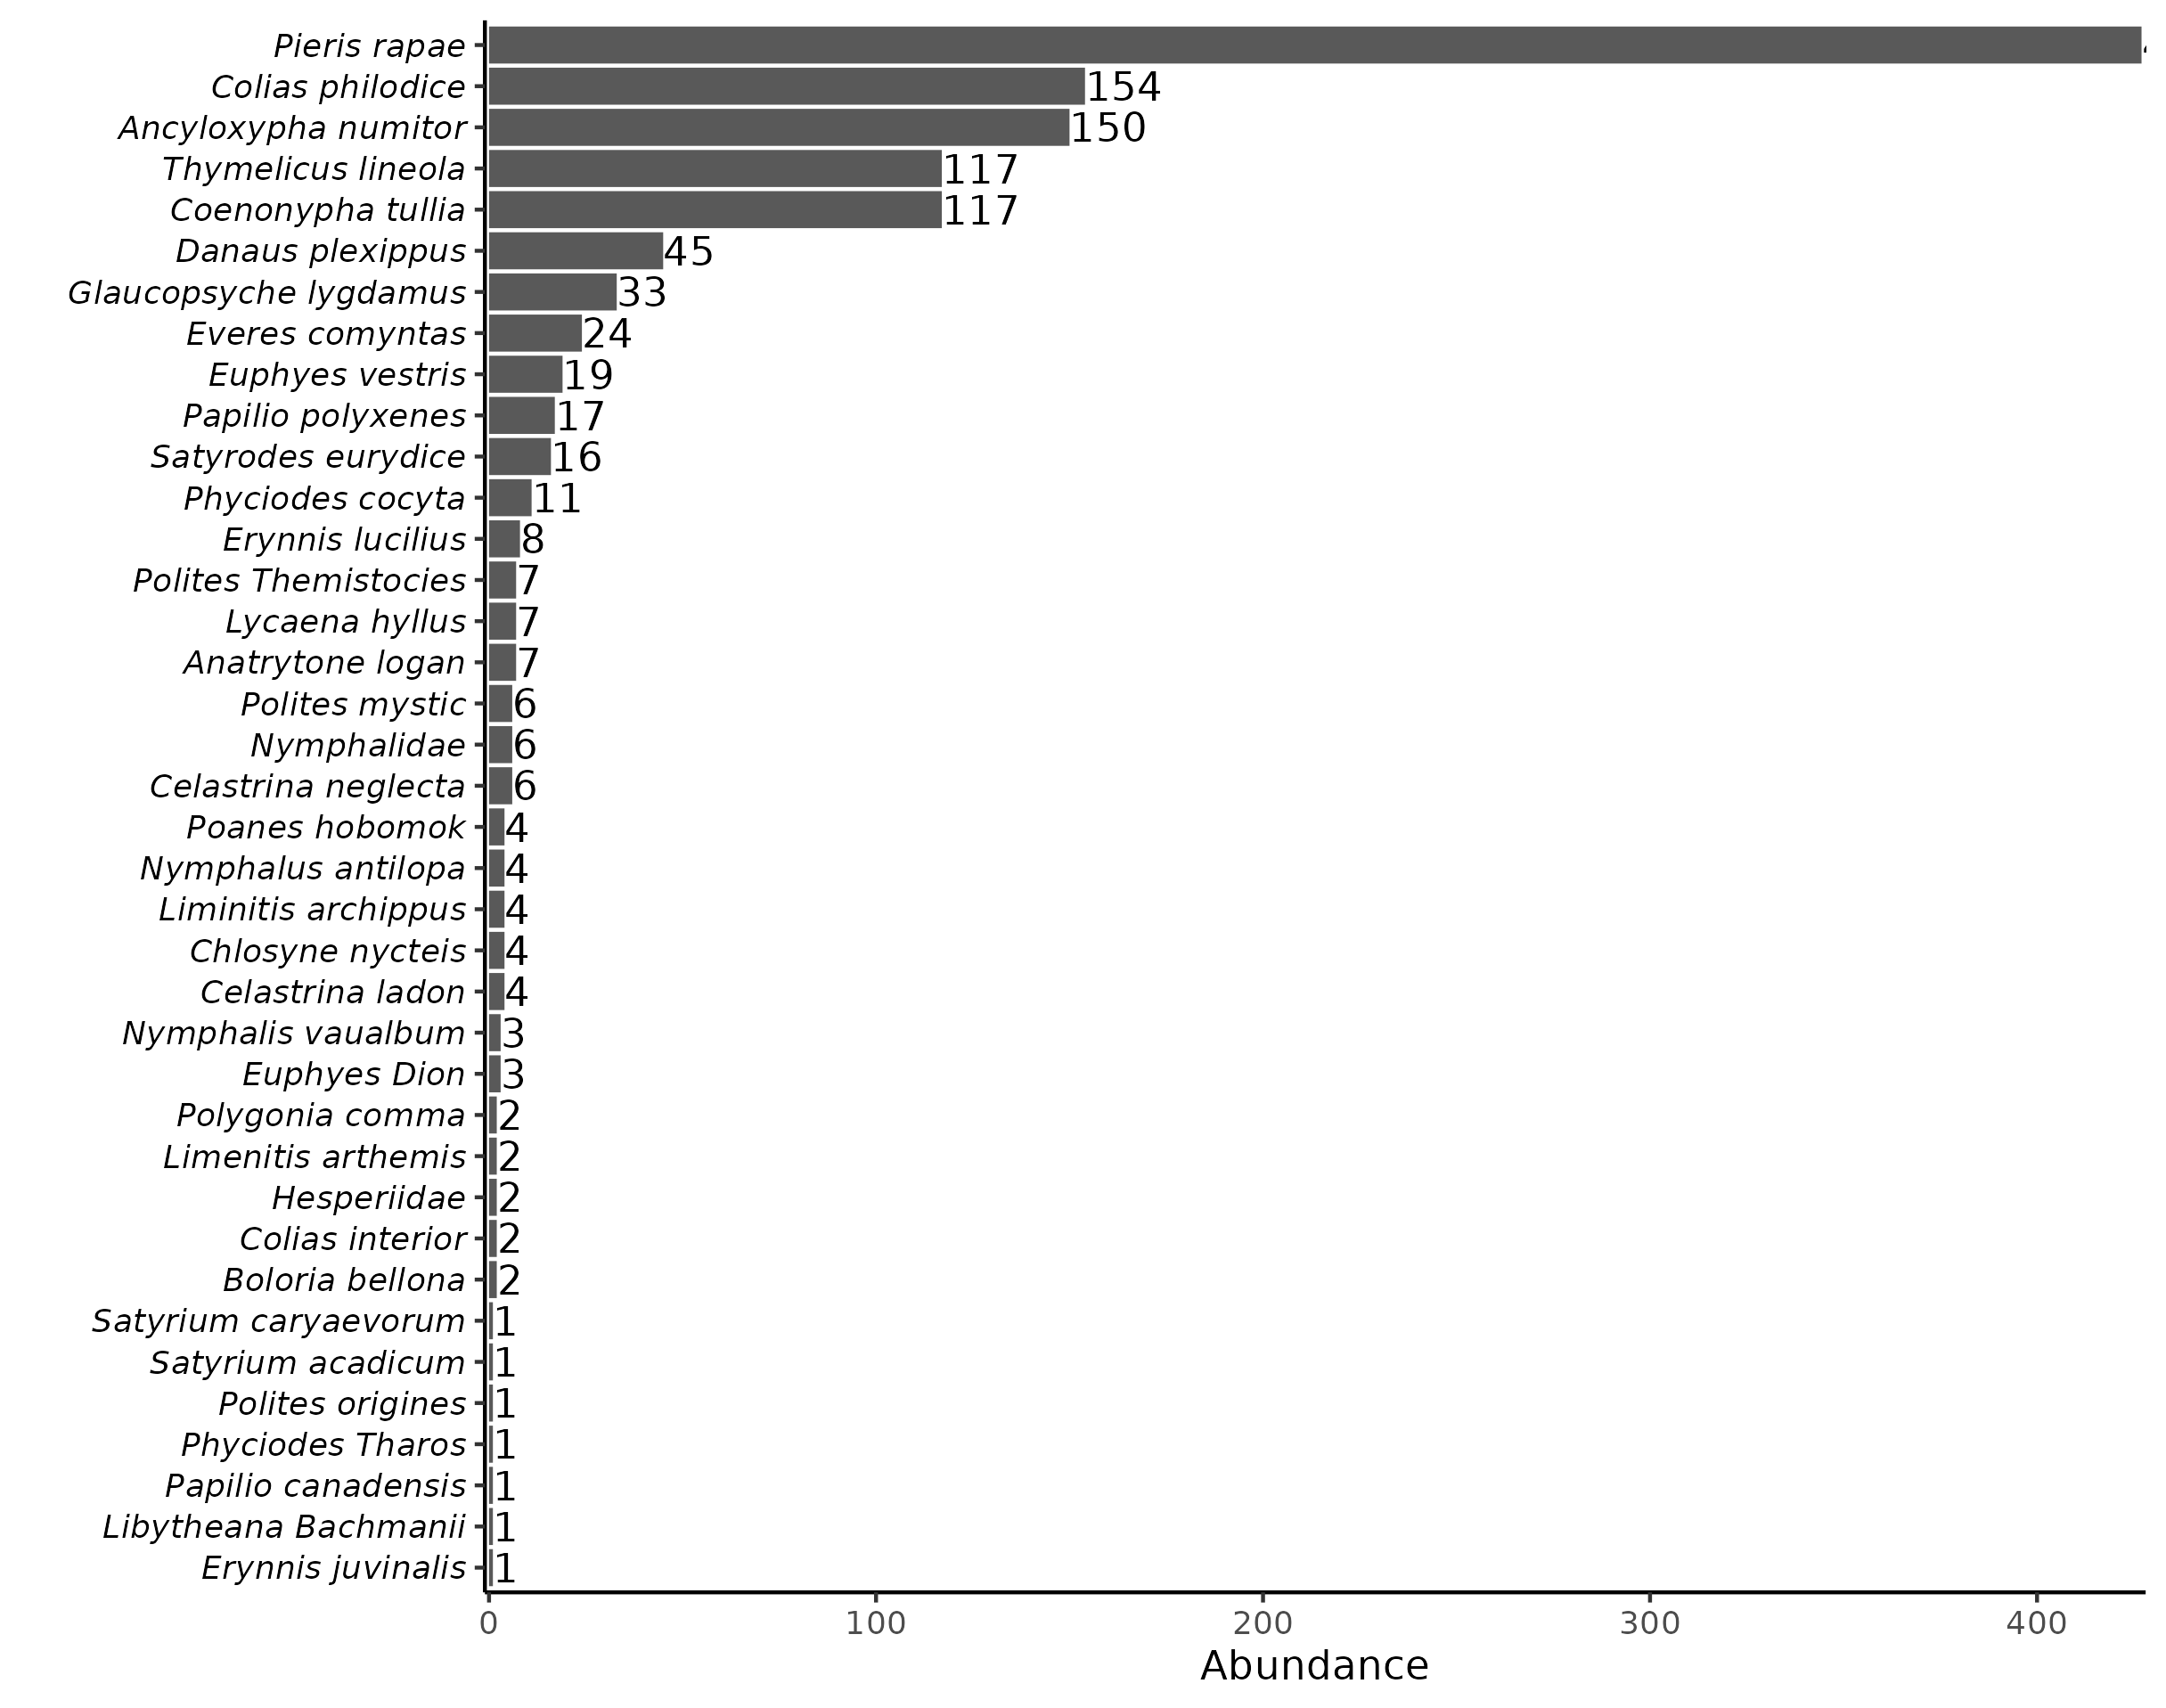 Pieris rapae
Colias philodice 154
Ancyloxypha numitor 150
Thymelicus lineola 117
Coenonypha tullia 117
Danaus plexippus 45
Glaucopsyche lygdamus 33
Everes comyntas 24
Euphyes vestris 19
Papilio polyxenes 17
Satyrodes eurydice 16
Phyciodes cocyta 11
Erynnis lucilius 8
Polites Themistocies 7
Lycaena hyllus 7
Anatrytone logan 7
Polites mystic 6
Nymphalidae 6
Celastrina neglecta 6
Poanes hobomok 4
Nymphalus antilopa 4
Liminitis archippus 4
Chlosyne nycteis 4
Celastrina ladon 4
Nymphalis vaualbum 3
Euphyes Dion 3
Polygonia comma 2
Limenitis arthemis 2
Hesperiidae 2
Colias interior 2
Boloria bellona 2
Satyrium caryaevorum 1
Satyrium acadicum 1
Polites origines 1
Phyciodes Tharos 1
Papilio canadensis 1
Libytheana Bachmanii 1
Erynnis juvinalis 1
0 100 200 300 400
Abundance